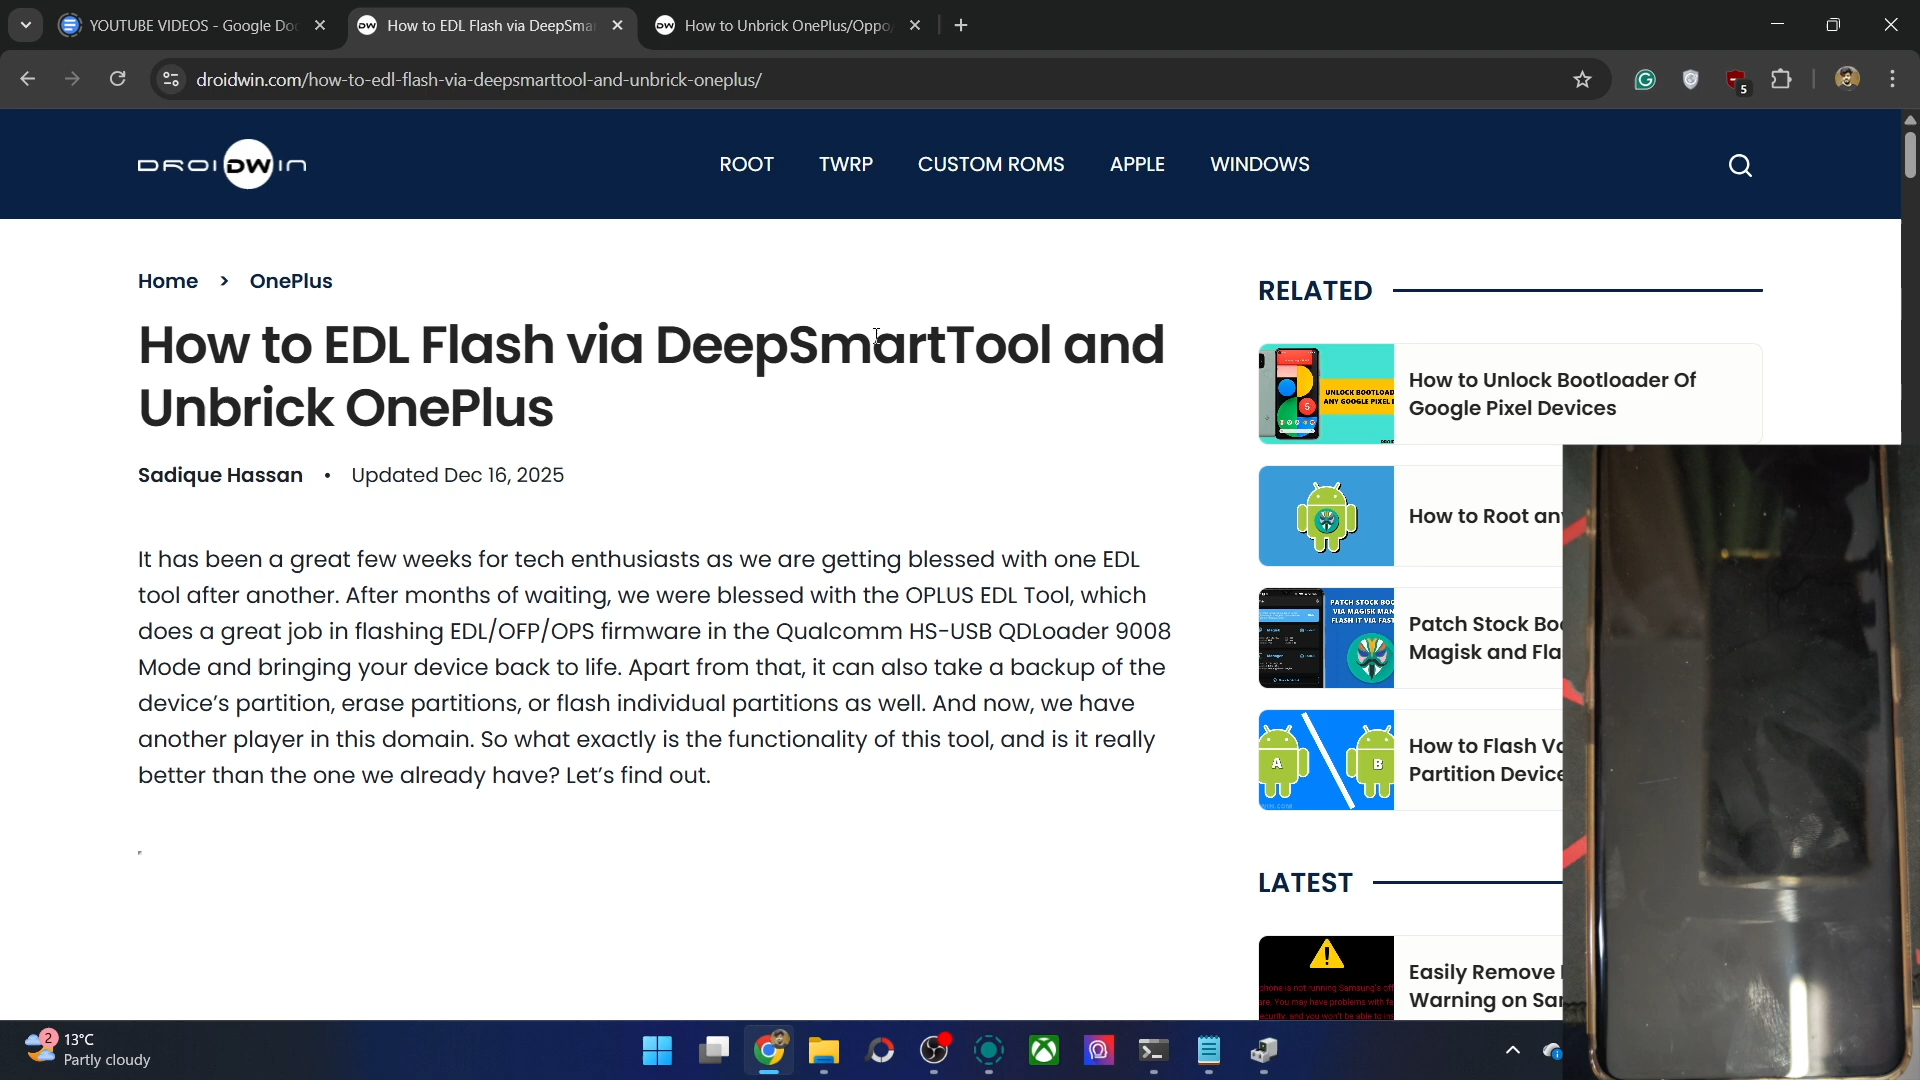 YOUTUBE VIDEOS - Google Do
How to EDL Flash via DeepSma
How to Unbrick OnePlus/Oppo
droidwin.com/how-to-edl-flash-via-deepsmarttool-and-unbrick-oneplus/
5
DROIDWIN
ROOT
TWRP
CUSTOM ROMS
APPLE
WINDOWS
Home > OnePlus
How to EDL Flash via DeepSmartTool and
Unbrick OnePlus
Sadique Hassan • Updated Dec 16, 2025
It has been a great few weeks for tech enthusiasts as we are getting blessed with one EDL
tool after another. After months of waiting, we were blessed with the OPLUS EDL Tool, which
does a great job in flashing EDL/OFP/OPS firmware in the Qualcomm HS-USB QDLoader 9008
Mode and bringing your device back to life. Apart from that, it can also take a backup of the
device's partition, erase partitions, or flash individual partitions as well. And now, we have
another player in this domain. So what exactly is the functionality of this tool, and is it really
better than the one we already have? Let's find out.
RELATED
UNLOCK BOOTLOAD
ANY GOOGLE PIXEL
How to Unlock Bootloader Of
Google Pixel Devices
How to Root an
PATCH STOCK BOO
VIA MAGISK MAN
FLASH IT VIA FAST
Patch Stock Bo
Magisk and Fla
A
B
How to Flash V
Partition Device
LATEST
Easily Remove
Warning on Sa
2
13°C
Partly cloudy